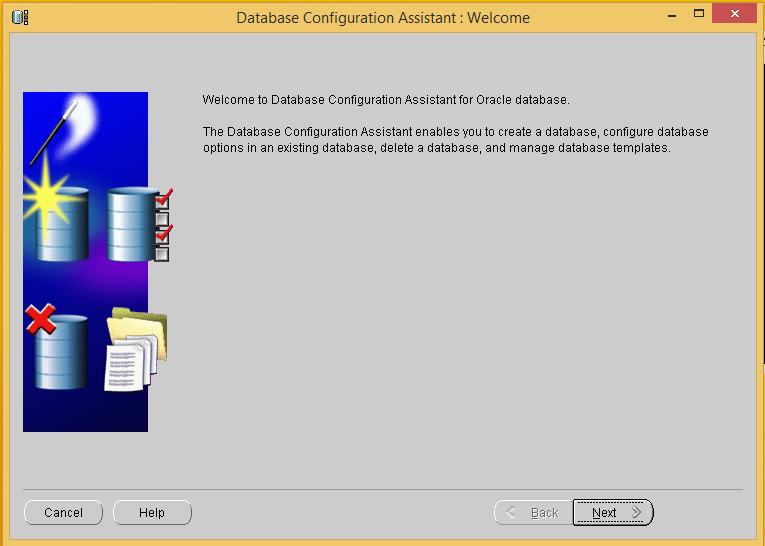 Database Configuration Assistant : Welcome
Welcome to Database Configuration Assistant for Oracle database.
The Database Configuration Assistant enables you to create a database, configure database
options in an existing database, delete a database, and manage database templates.
Cancel
Help
Back
Next